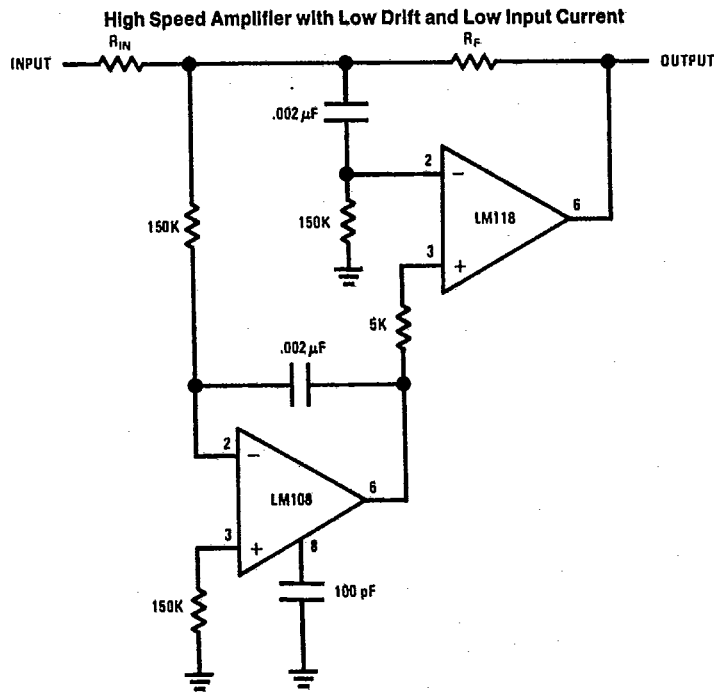 High Speed Amplifier with Low Drift and Low Input Current
R_IN
R_F
INPUT
OUTPUT
.002 μF
2
−
6
150K
150K
LM118
3
+
5K
.002 μF
2
−
LM108
6
3
+
8
150K
100 pF